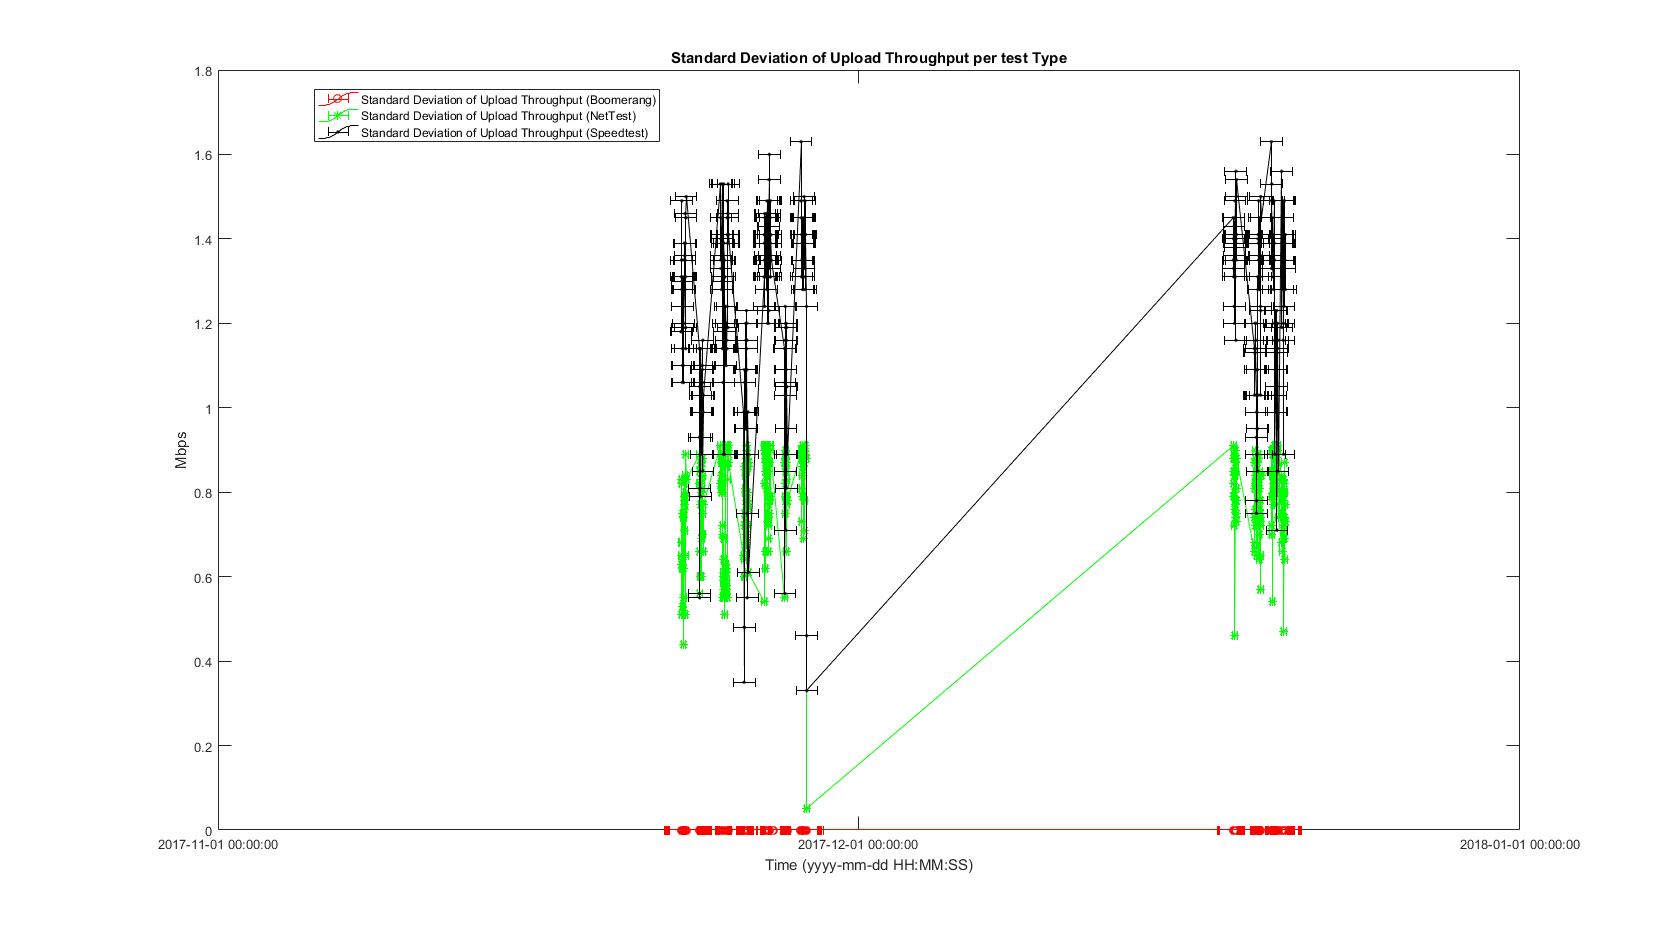 Standard Deviation of Upload Throughput per test Type
Standard Deviation of Upload Throughput (Boomerang)
Standard Deviation of Upload Throughput (NetTest)
Standard Deviation of Upload Throughput (Speedtest)
1.8
1.6
1.4
1.2
1
0.8
0.6
0.4
0.2
0
Mbps
2017-11-01 00:00:00 2017-12-01 00:00:00 2018-01-01 00:00:00
Time (yyyy-mm-dd HH:MM:SS)